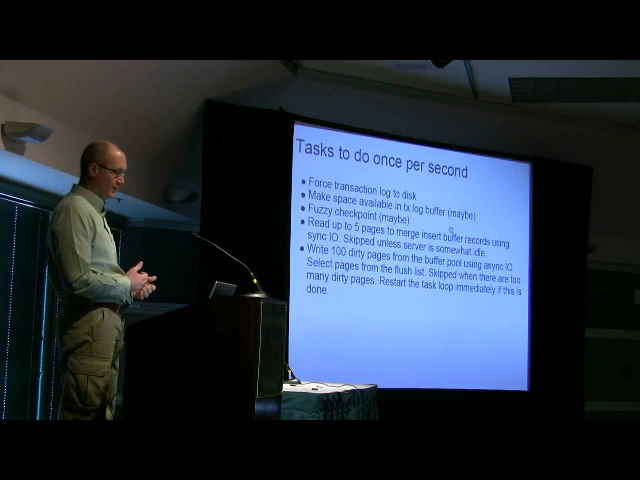 Tasks to do once per second
● Force transaction log to disk
● Make space available in tx log buffer (maybe)
● Fuzzy checkpoint (maybe)
● Read up to 5 pages to merge insert buffer records using
sync IO. Skipped unless server is somewhat idle.
● Write 100 dirty pages from the buffer pool using async IO.
Select pages from the flush list. Skipped when there are too
many dirty pages. Restart the task loop immediately if this is
done.